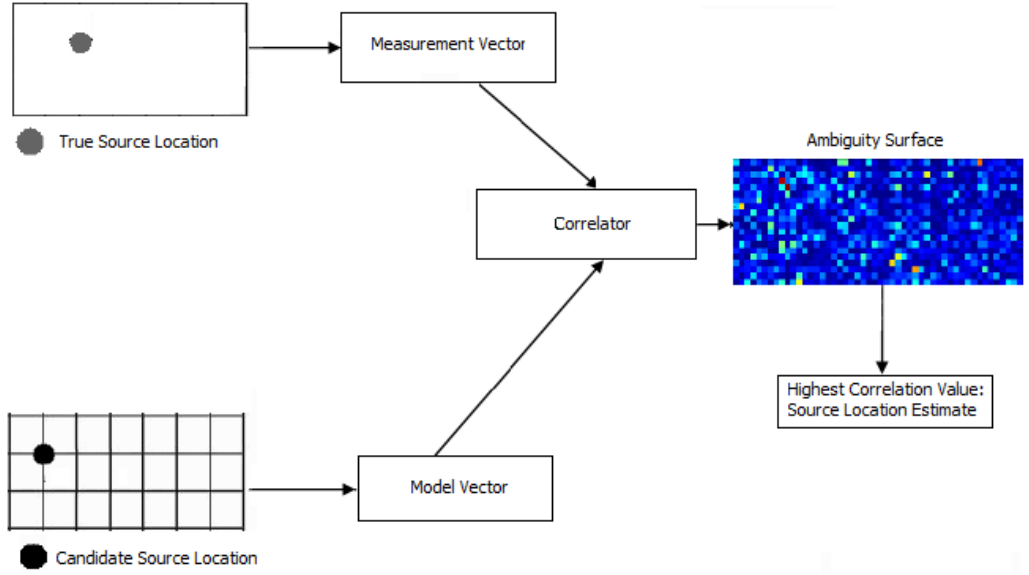 Measurement Vector
True Source Location
Ambiguity Surface
Correlator
Highest Correlation Value:
Source Location Estimate
Model Vector
Candidate Source Location